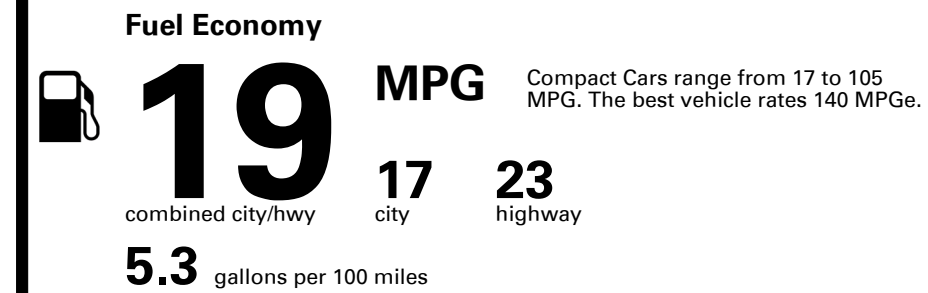 Fuel Economy
19 MPG
Compact Cars range from 17 to 105
MPG. The best vehicle rates 140 MPGe.
17 23
combined city/hwy city highway
5.3 gallons per 100 miles